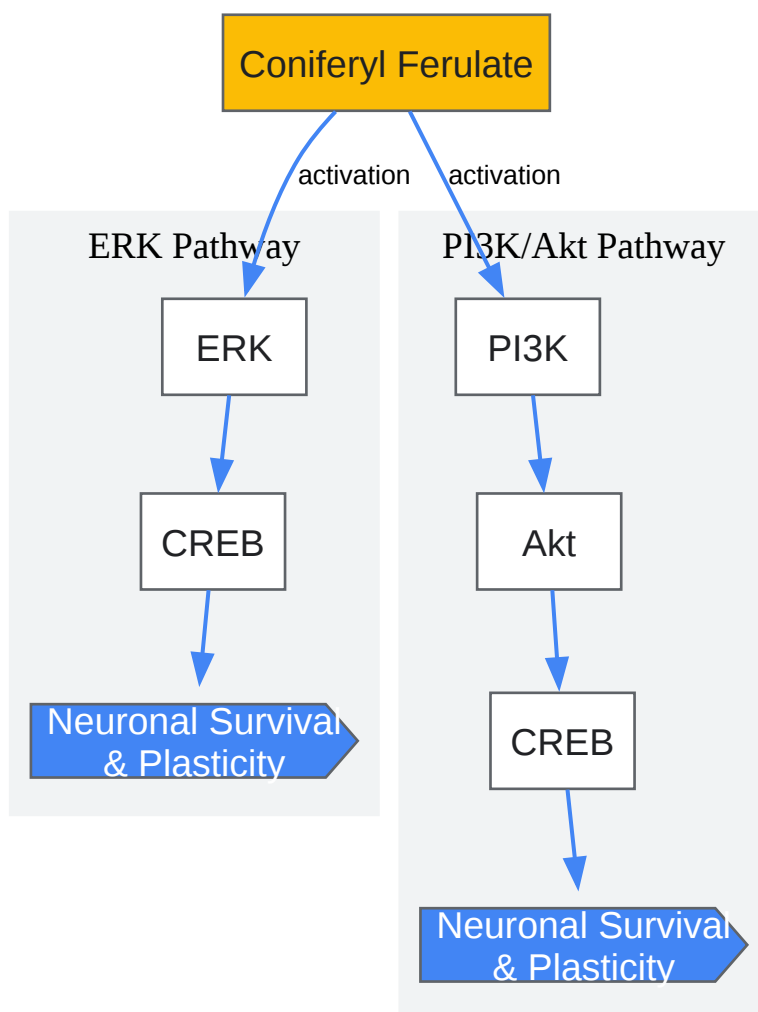 Coniferyl Ferulate
activation
activation
ERK Pathway
PI3K/Akt Pathway
ERK
PI3K
CREB
Akt
Neuronal Survival
& Plasticity
CREB
Neuronal Survival
& Plasticity